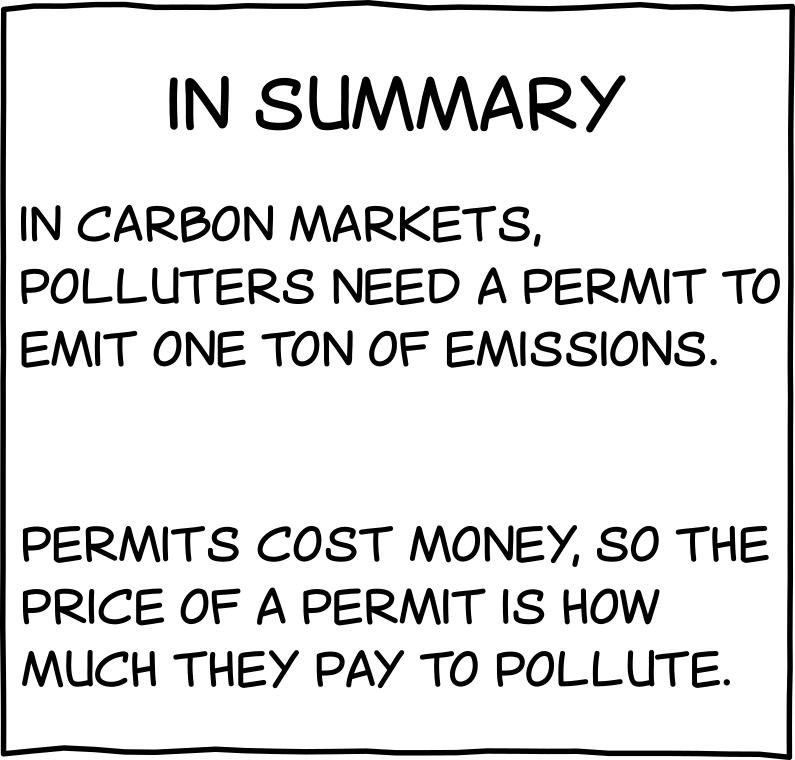 IN SUMMARY
IN CARBON MARKETS,
POLLUTERS NEED A PERMIT TO
EMIT ONE TON OF EMISSIONS.
PERMITS COST MONEY, SO THE
PRICE OF A PERMIT IS HOW
MUCH THEY PAY TO POLLUTE.